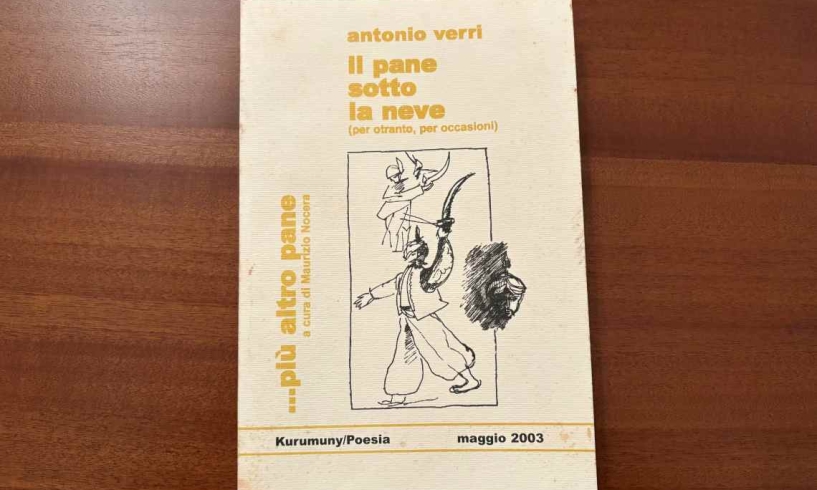 antonio verri
Il pane
sotto
la neve
(per otranto, per occasioni)
...più altro pane
a cura di Maurizio Nocera
Kurumuny/Poesia maggio 2003